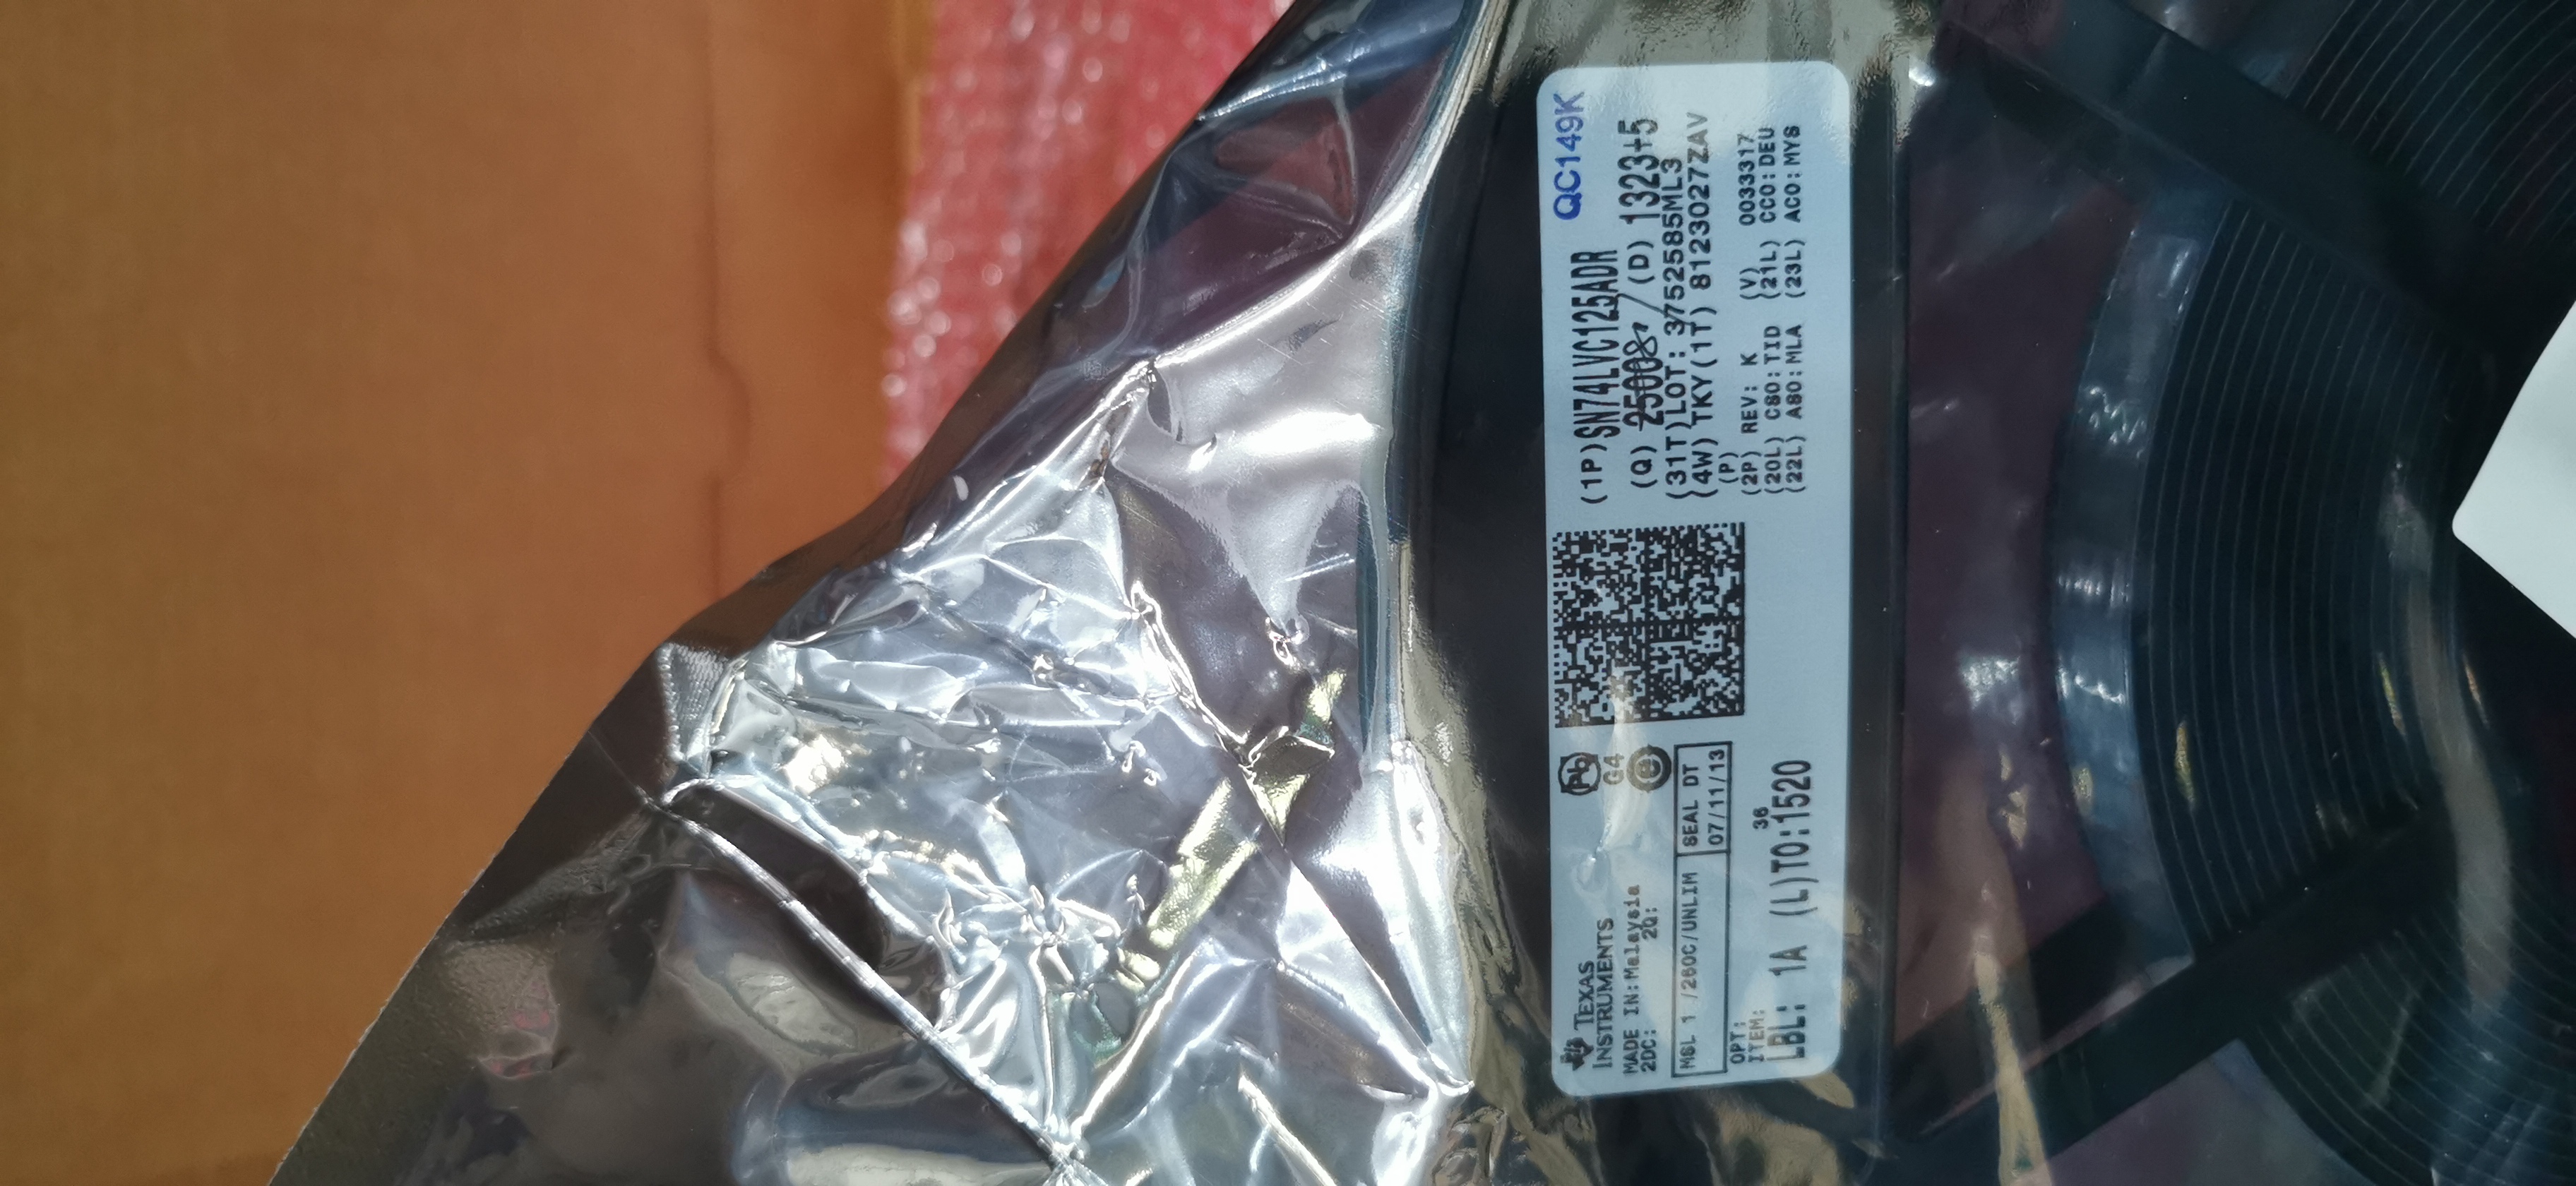 QC149K
(1P)SN74LVC125ADR
(Q) 2500 (D) 1323+5
(31T)LOT: 3752585ML3
(4W)TKY(1T) 8123027ZAV
(P)
(2P) REV: K (V) 0033317
(20L) CSO:TID (21L) CCO:DEU
(22L) ASO:MLA (23L) ACO:MYS
TEXAS
INSTRUMENTS
MADE IN:Malaysia
2DC: 2Q:
MSL 1 /260C/UNLIM SEAL DT
07/11/13
OPT:
ITEM: 36
LBL: 1A (L)TO:1520
Pb
G4
e